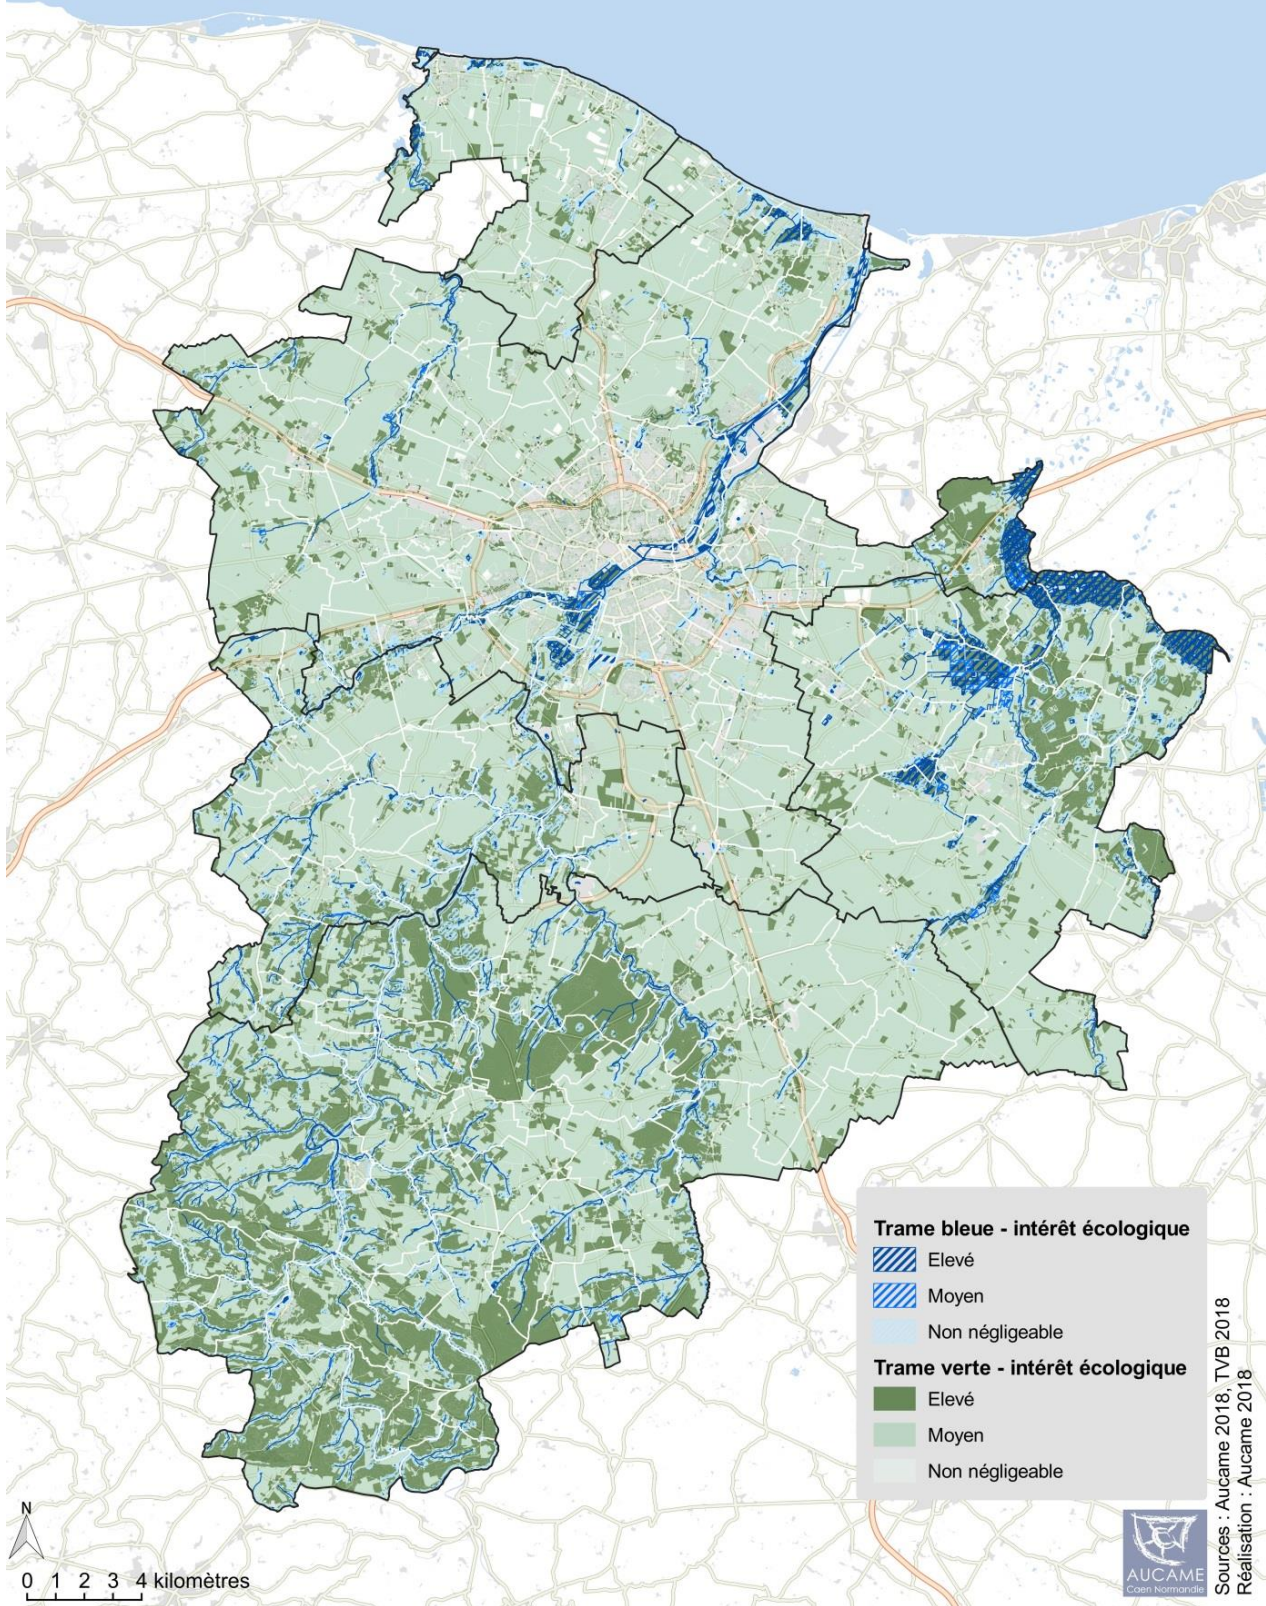 Trame bleue - intérêt écologique
Elevé
Moyen
Non négligeable
Trame verte - intérêt écologique
Elevé
Moyen
Non négligeable
Sources : Aucame 2018, TVB 2018
Réalisation : Aucame 2018
N
0 1 2 3 4 kilomètres
AUCAME
Caen Normandie